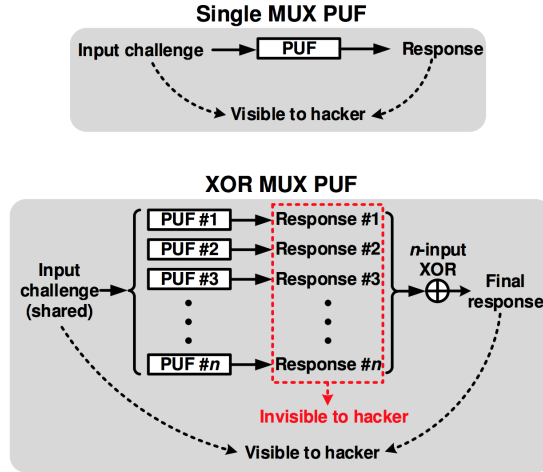 Single MUX PUF
Input challenge
PUF
Response
Visible to hacker
XOR MUX PUF
PUF #1
Response #1
PUF #2
Response #2
PUF #3
Response #3
PUF #n
Response #n
Input
challenge
(shared)
n-input
XOR
Final
response
Invisible to hacker
Visible to hacker